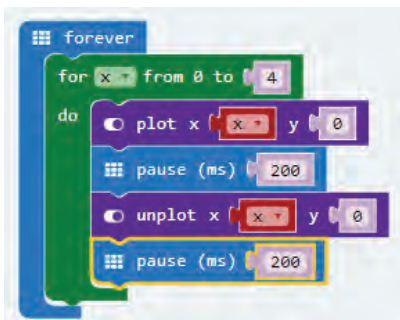 forever
for x from 0 to 4
do
plot x x y 0
pause (ms) 200
unplot x x y 0
pause (ms) 200